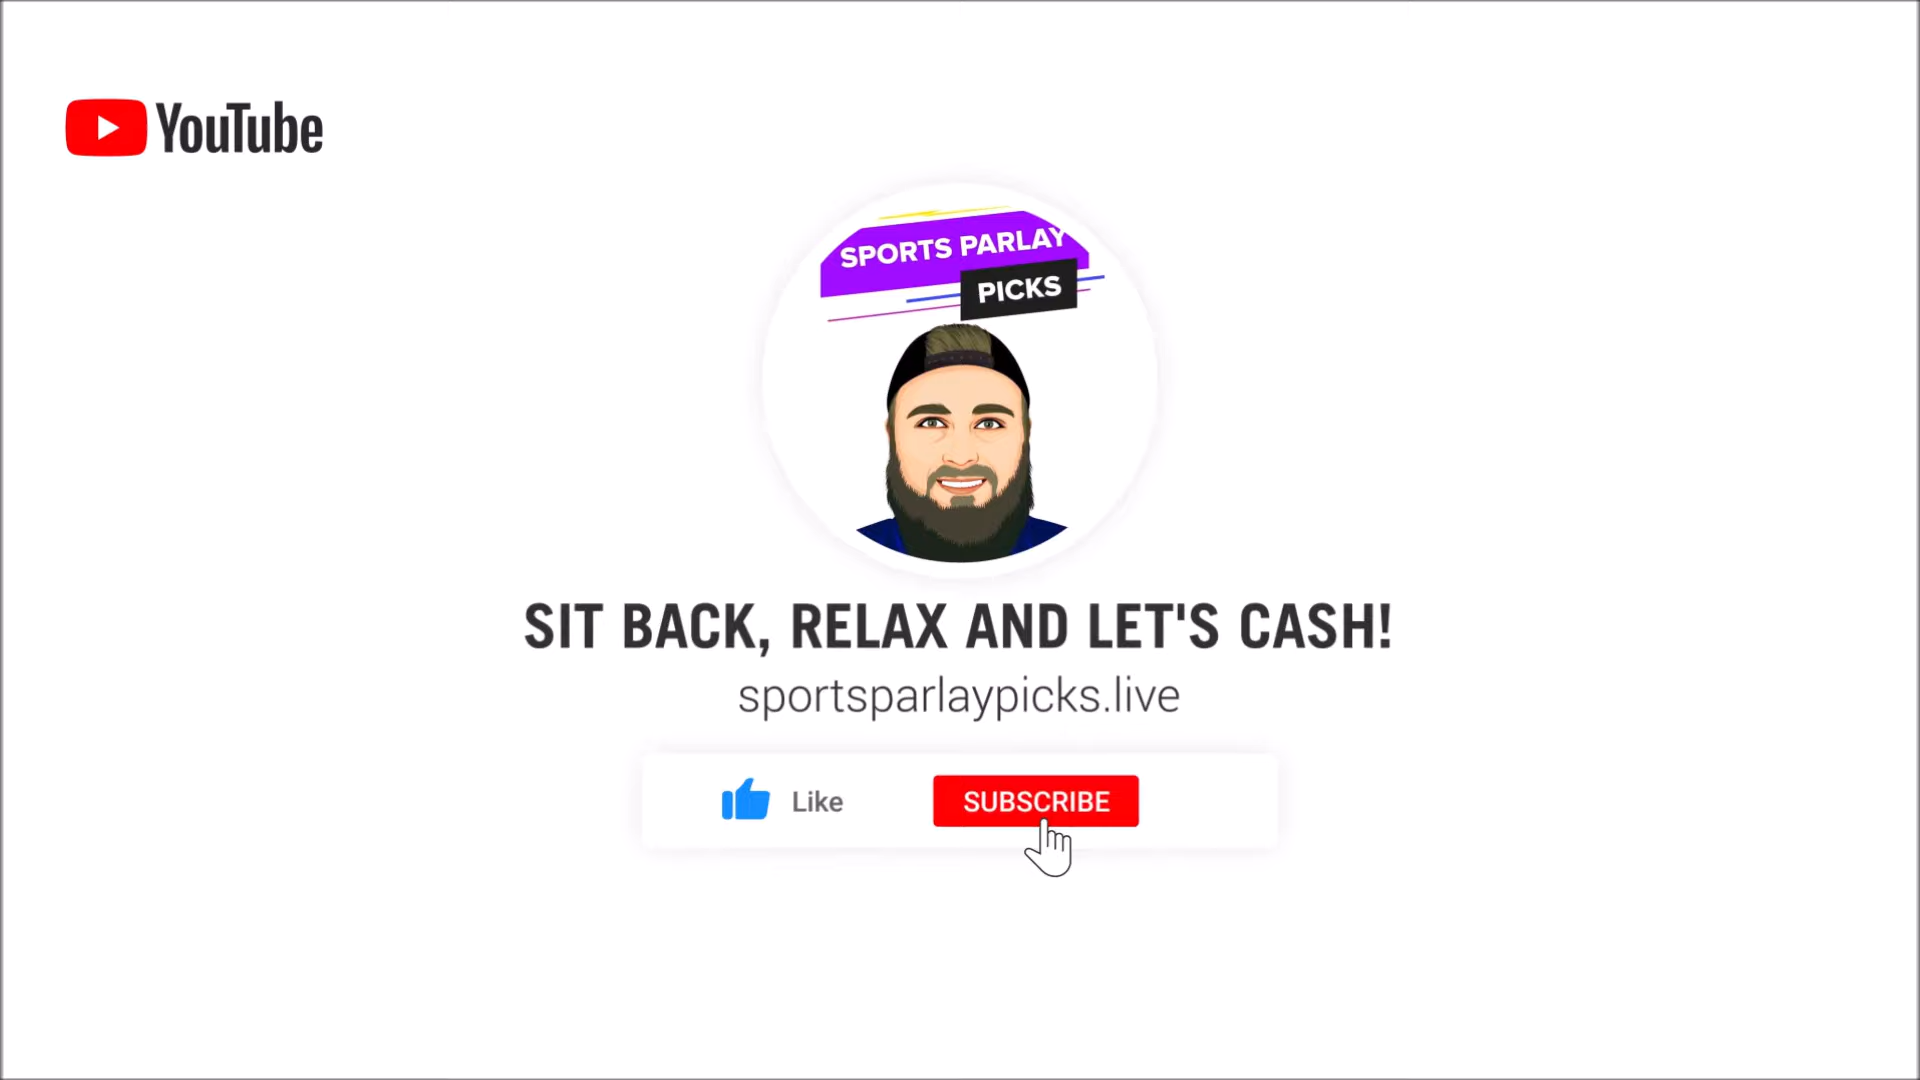 YouTube
SPORTS PARLAY
PICKS
SIT BACK, RELAX AND LET'S CASH!
sportsparlaypicks.live
Like
SUBSCRIBE